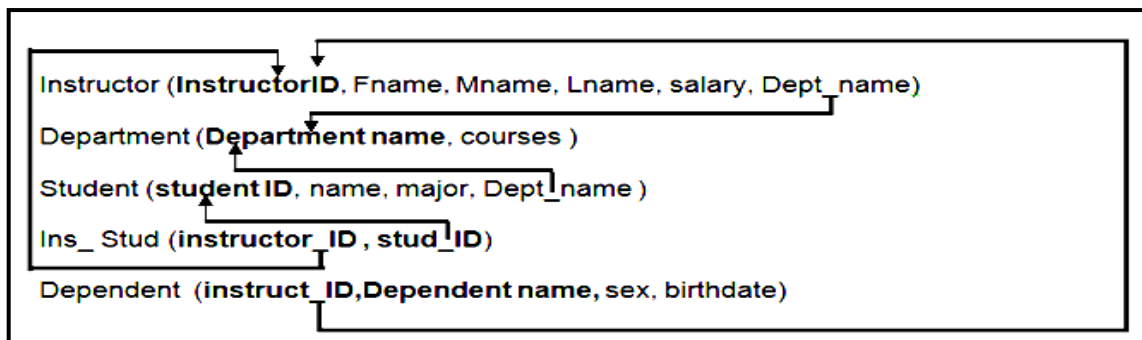 Instructor (InstructorID, Fname, Mname, Lname, salary, Dept_name)
Department (Department name, courses )
Student (student ID, name, major, Dept_name )
Ins_ Stud (instructor_ID , stud_ID)
Dependent (instruct_ID,Dependent name, sex, birthdate)